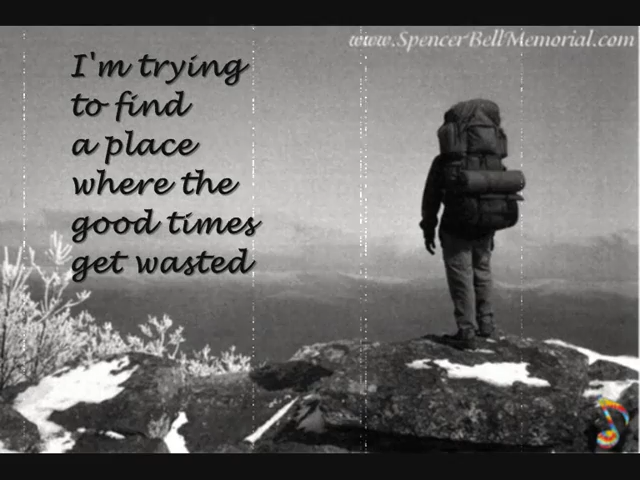 www.SpencerBellMemorial.com
I'm trying
to find
a place
where the
good times
get wasted